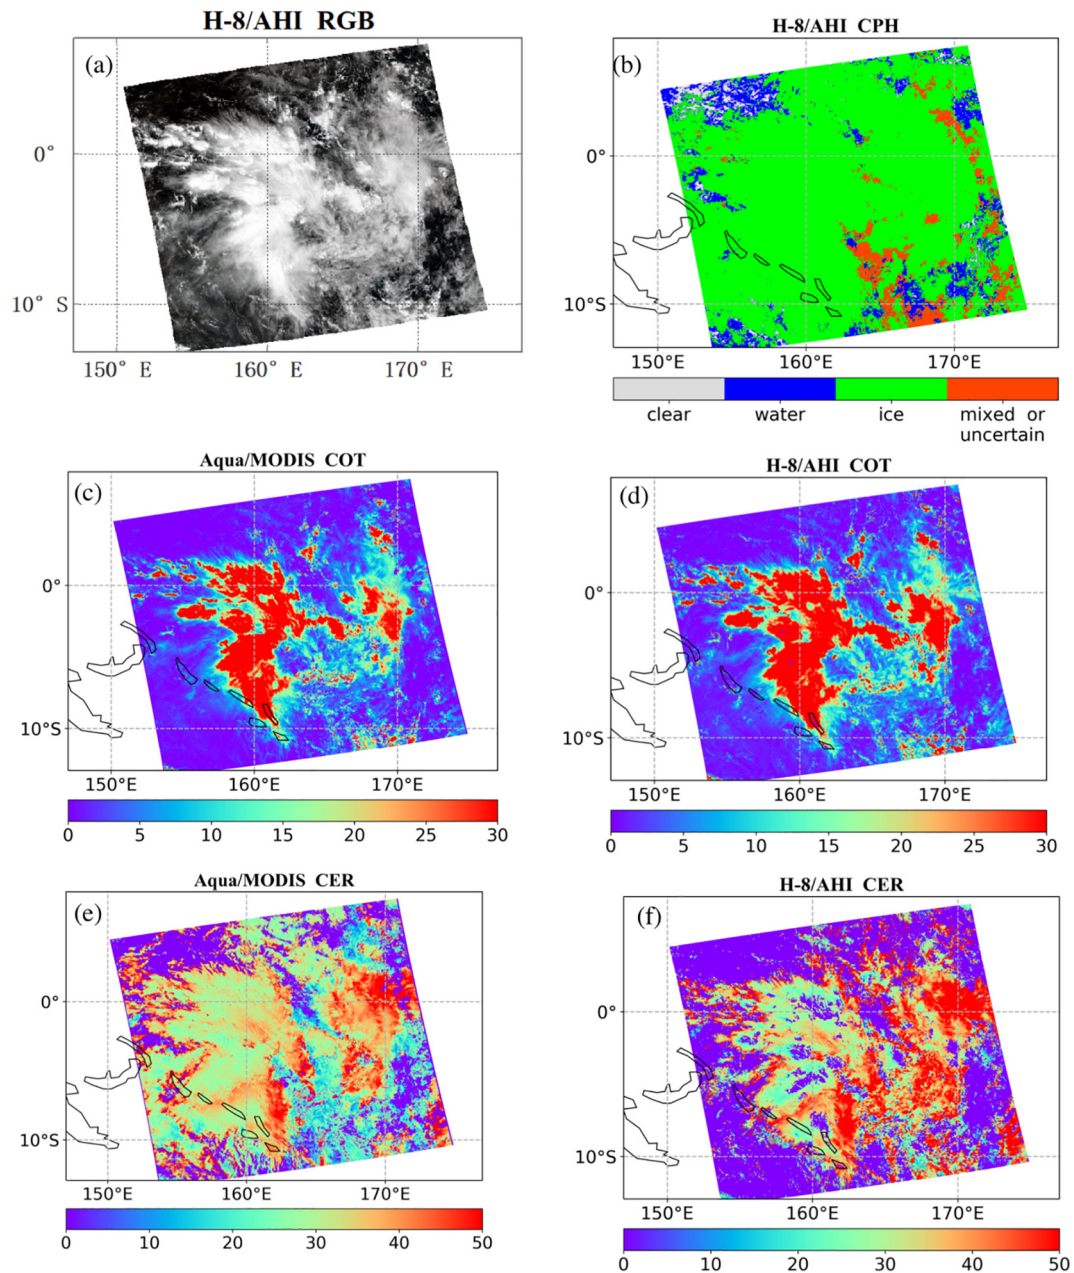 H-8/AHI RGB
(a)
0°
10° S
150° E 160° E 170° E
H-8/AHI CPH
(b)
0°
10°S
150°E 160°E 170°E
clear water ice mixed or
uncertain
Aqua/MODIS COT
(c)
0°
10°S
150°E 160°E 170°E
0 5 10 15 20 25 30
H-8/AHI COT
(d)
0°
10°S
150°E 160°E 170°E
0 5 10 15 20 25 30
Aqua/MODIS CER
(e)
0°
10°S
150°E 160°E 170°E
0 10 20 30 40 50
H-8/AHI CER
(f)
0°
10°S
150°E 160°E 170°E
0 10 20 30 40 50